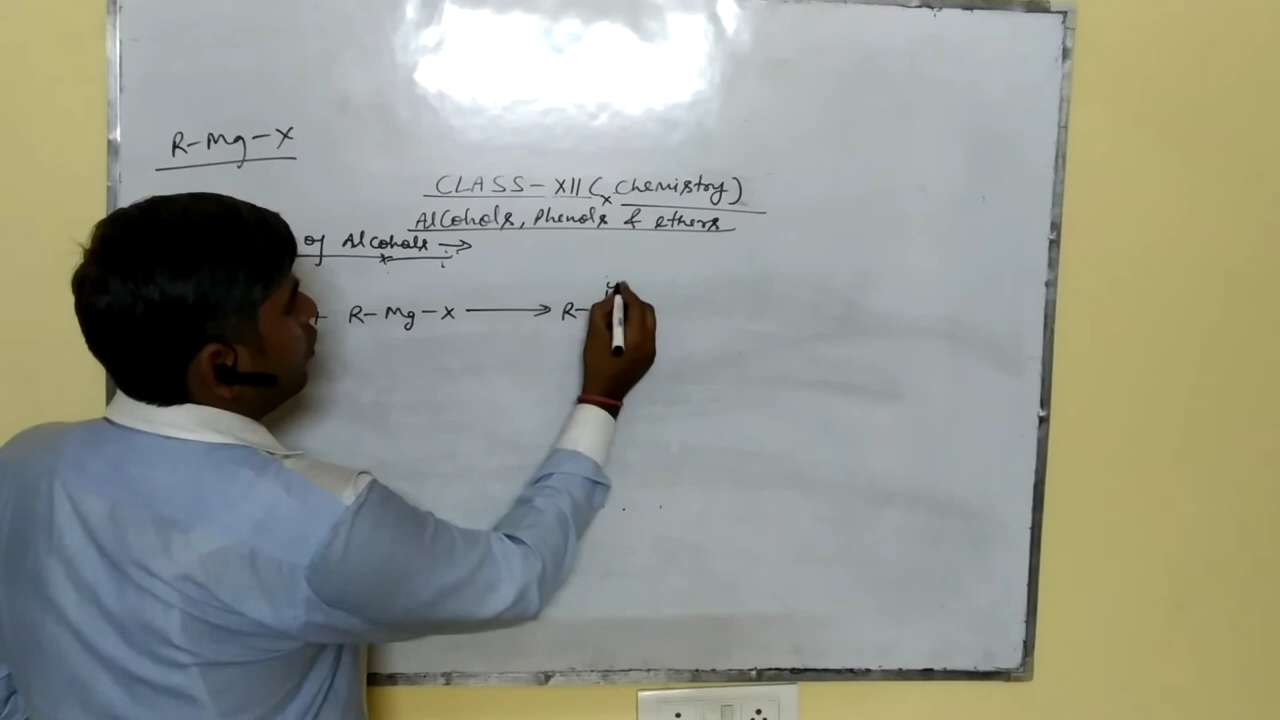 R-Mg-X
CLASS-XII (Chemistry)
Alcohols, Phenols & ethers
of Alcohols →
+ R-Mg-X ⟶ R-